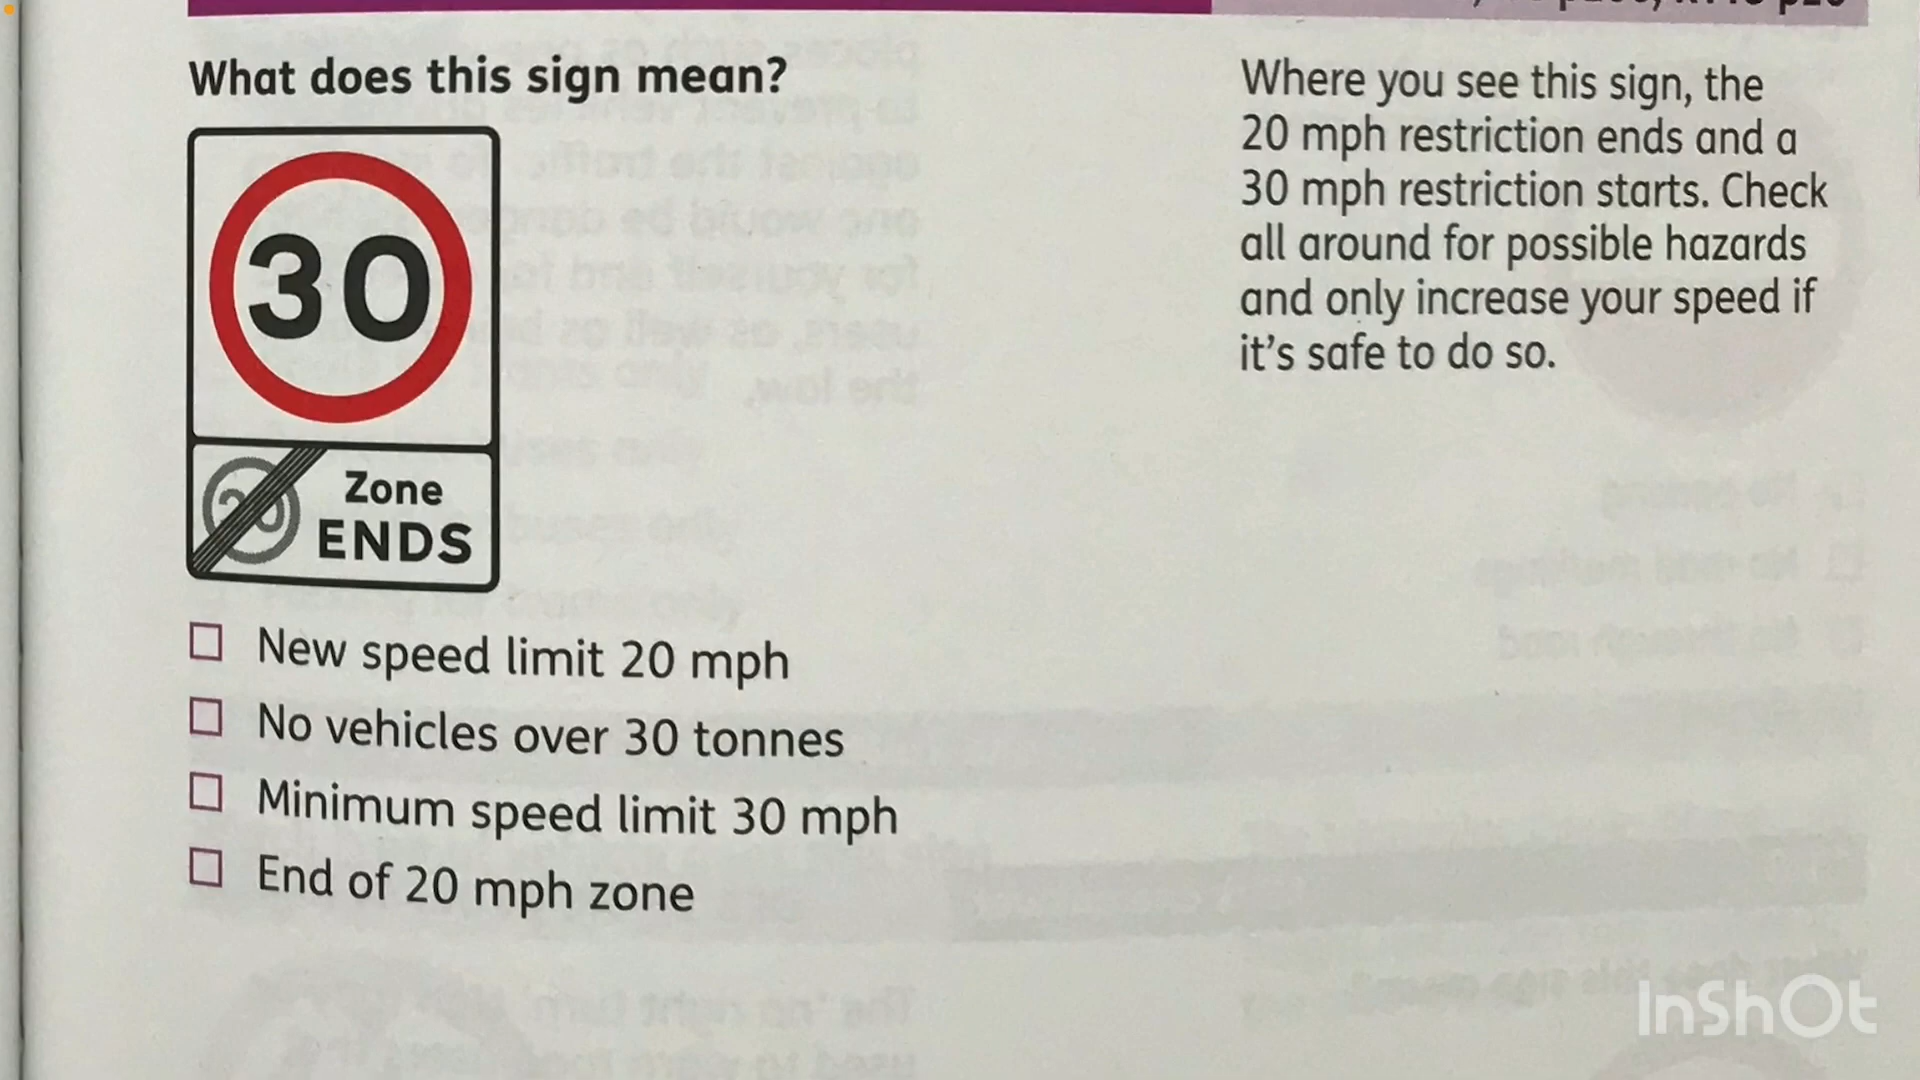 What does this sign mean?
30
20
Zone
ENDS
New speed limit 20 mph
No vehicles over 30 tonnes
Minimum speed limit 30 mph
End of 20 mph zone
Where you see this sign, the
20 mph restriction ends and a
30 mph restriction starts. Check
all around for possible hazards
and only increase your speed if
it's safe to do so.
InShOt